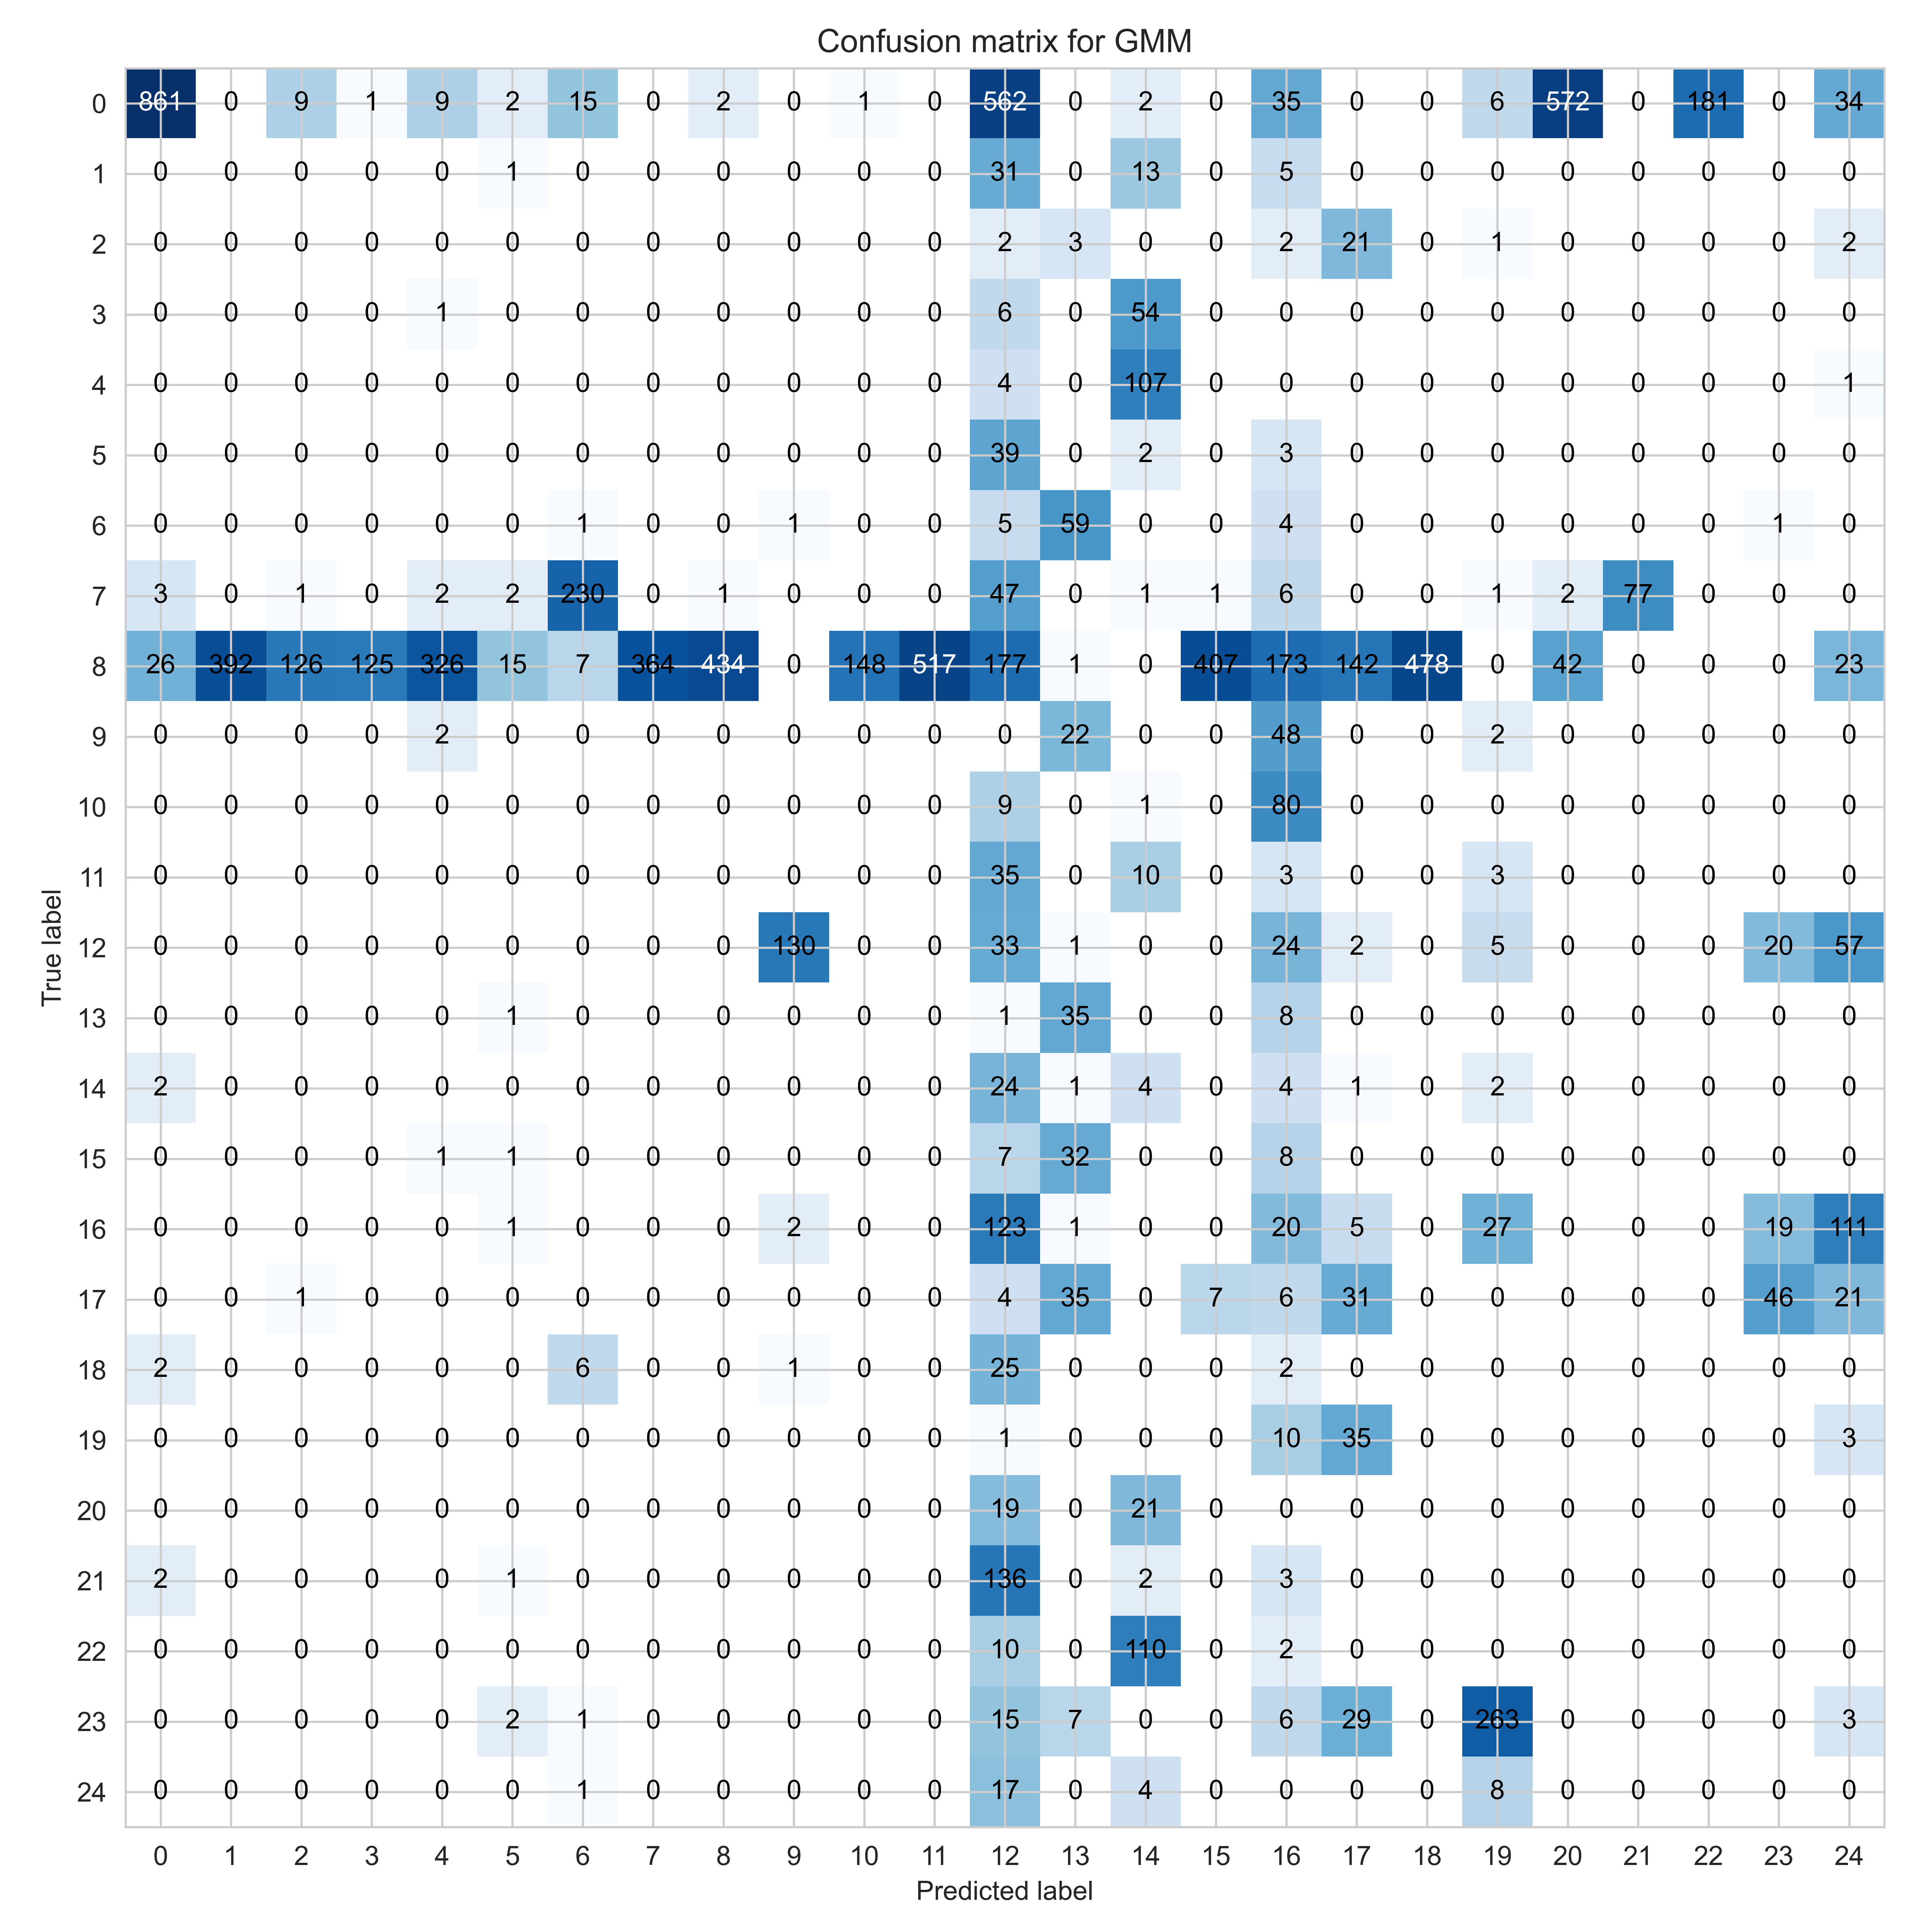 Confusion matrix for GMM
0 861 0 9 1 9 2 15 0 2 0 1 0 562 0 2 0 35 0 0 6 572 0 181 0 34
1 0 0 0 0 0 1 0 0 0 0 0 0 31 0 13 0 5 0 0 0 0 0 0 0 0
2 0 0 0 0 0 0 0 0 0 0 0 0 2 3 0 0 2 21 0 1 0 0 0 0 2
3 0 0 0 0 1 0 0 0 0 0 0 0 6 0 54 0 0 0 0 0 0 0 0 0 0
4 0 0 0 0 0 0 0 0 0 0 0 0 4 0 107 0 0 0 0 0 0 0 0 0 1
5 0 0 0 0 0 0 0 0 0 0 0 0 39 0 2 0 3 0 0 0 0 0 0 0 0
6 0 0 0 0 0 0 1 0 0 1 0 0 5 59 0 0 4 0 0 0 0 0 0 1 0
7 3 0 1 0 2 2 230 0 1 0 0 0 47 0 1 1 6 0 0 1 2 77 0 0 0
8 26 392 126 125 326 15 7 364 434 0 148 517 177 1 0 407 173 142 478 0 42 0 0 0 23
9 0 0 0 0 2 0 0 0 0 0 0 0 0 22 0 0 48 0 0 2 0 0 0 0 0
10 0 0 0 0 0 0 0 0 0 0 0 0 9 0 1 0 80 0 0 0 0 0 0 0 0
11 0 0 0 0 0 0 0 0 0 0 0 0 35 0 10 0 3 0 0 3 0 0 0 0 0
12 0 0 0 0 0 0 0 0 0 130 0 0 33 1 0 0 24 2 0 5 0 0 0 20 57
13 0 0 0 0 0 1 0 0 0 0 0 0 1 35 0 0 8 0 0 0 0 0 0 0 0
14 2 0 0 0 0 0 0 0 0 0 0 0 24 1 4 0 4 1 0 2 0 0 0 0 0
15 0 0 0 0 1 1 0 0 0 0 0 0 7 32 0 0 8 0 0 0 0 0 0 0 0
16 0 0 0 0 0 1 0 0 0 2 0 0 123 1 0 0 20 5 0 27 0 0 0 19 111
17 0 0 1 0 0 0 0 0 0 0 0 0 4 35 0 7 6 31 0 0 0 0 0 46 21
18 2 0 0 0 0 0 6 0 0 1 0 0 25 0 0 0 2 0 0 0 0 0 0 0 0
19 0 0 0 0 0 0 0 0 0 0 0 0 1 0 0 0 10 35 0 0 0 0 0 0 3
20 0 0 0 0 0 0 0 0 0 0 0 0 19 0 21 0 0 0 0 0 0 0 0 0 0
21 2 0 0 0 0 1 0 0 0 0 0 0 136 0 2 0 3 0 0 0 0 0 0 0 0
22 0 0 0 0 0 0 0 0 0 0 0 0 10 0 110 0 2 0 0 0 0 0 0 0 0
23 0 0 0 0 0 2 1 0 0 0 0 0 15 7 0 0 6 29 0 263 0 0 0 0 3
24 0 0 0 0 0 0 1 0 0 0 0 0 17 0 4 0 0 0 0 8 0 0 0 0 0
True label
0 1 2 3 4 5 6 7 8 9 10 11 12 13 14 15 16 17 18 19 20 21 22 23 24
Predicted label